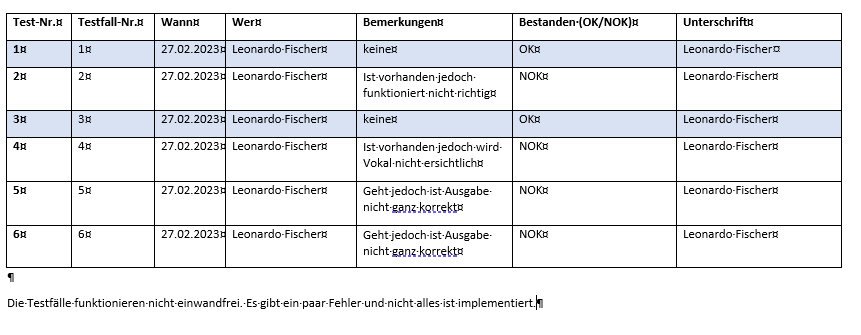 Test-Nr. Testfall-Nr. Wann Wer Bemerkungen Bestanden (OK/NOK) Unterschrift
1 1 27.02.2023 Leonardo Fischer keine OK Leonardo Fischer
2 2 27.02.2023 Leonardo Fischer Ist vorhanden jedoch NOK Leonardo Fischer
funktioniert nicht richtig
3 3 27.02.2023 Leonardo Fischer keine OK Leonardo Fischer
4 4 27.02.2023 Leonardo Fischer Ist vorhanden jedoch wird NOK Leonardo Fischer
Vokal nicht ersichtlich
5 5 27.02.2023 Leonardo Fischer Geht jedoch ist Ausgabe NOK Leonardo Fischer
nicht ganz korrekt
6 6 27.02.2023 Leonardo Fischer Geht jedoch ist Ausgabe NOK Leonardo Fischer
nicht ganz korrekt
Die Testfälle funktionieren nicht einwandfrei. Es gibt ein paar Fehler und nicht alles ist implementiert.